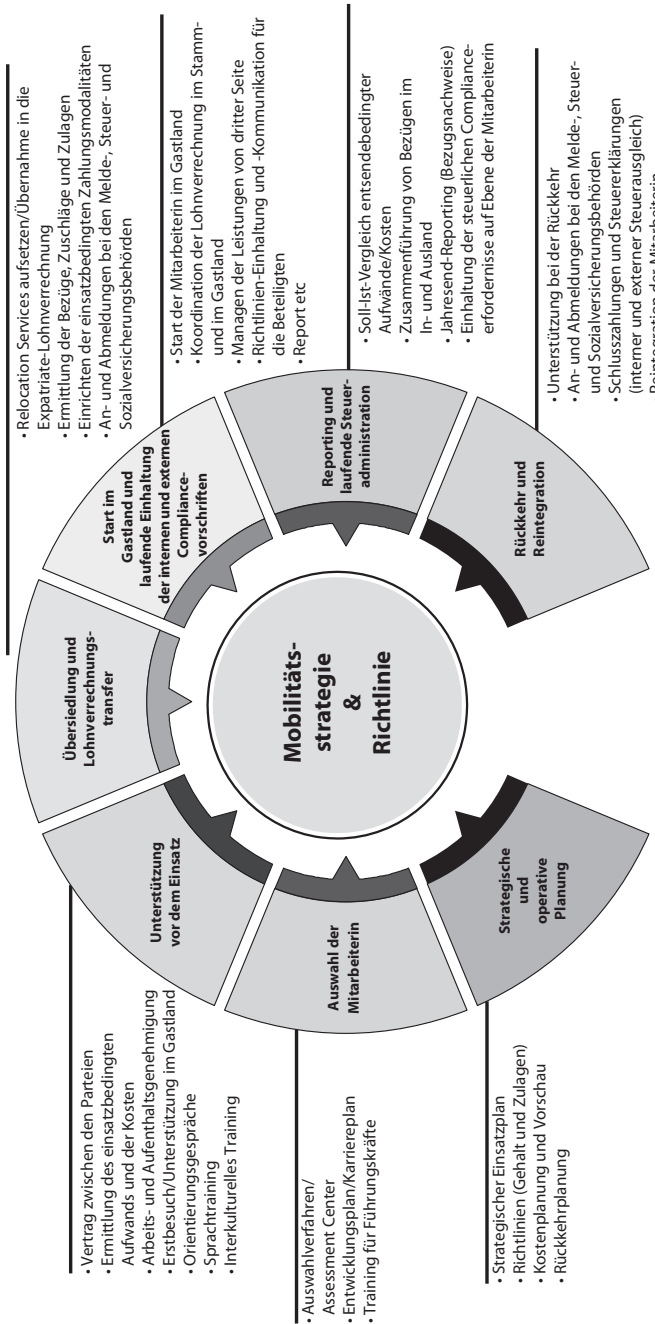 Mobilitäts-
strategie
&
Richtlinie
Strategische
und
operative
Planung
• Strategischer Einsatzplan
• Richtlinien (Gehalt und Zulagen)
• Kostenplanung und Vorschau
• Rückkehrplanung
Auswahl der
Mitarbeiterin
• Auswahlverfahren/
Assessment Center
• Entwicklungsplan/Karriereplan
• Training für Führungskräfte
Unterstützung
vor dem Einsatz
• Vertrag zwischen den Parteien
• Ermittlung des einsatzbedingten
Aufwands und der Kosten
• Arbeits- und Aufenthaltsgenehmigung
• Erstbesuch/Unterstützung im Gastland
• Orientierungsgespräche
• Sprachtraining
• Interkulturelles Training
Übersiedlung und
Lohnverrechnungs-
transfer
• Relocation Services aufsetzen/Übernahme in die
Expatriate-Lohnverrechnung
• Ermittlung der Bezüge, Zuschläge und Zulagen
• Einrichten der einsatzbedingten Zahlungsmodalitäten
• An- und Abmeldungen bei den Melde-, Steuer- und
Sozialversicherungsbehörden
Start im
Gastland und
laufende Einhaltung
der internen und externen
Compliance-
vorschriften
• Start der Mitarbeiterin im Gastland
• Koordination der Lohnverrechnung im Stamm-
und im Gastland
• Managen der Leistungen von dritter Seite
• Richtlinien-Einhaltung und -Kommunikation für
die Beteiligten
• Report etc
Reporting und
laufende Steuer-
administration
• Soll-Ist-Vergleich entsendebedingter
Aufwände/Kosten
• Zusammenführung von Bezügen im
In- und Ausland
• Jahresend-Reporting (Bezugsnachweise)
• Einhaltung der steuerlichen Compliance-
erfordernisse auf Ebene der Mitarbeiterin
Rückkehr und
Reintegration
• Unterstützung bei der Rückkehr
• An- und Abmeldungen bei den Melde-, Steuer-
und Sozialversicherungsbehörden
• Schlusszahlungen und Steuererklärungen
(interner und externer Steuerausgleich)
Reintegration der Mitarbeiterin